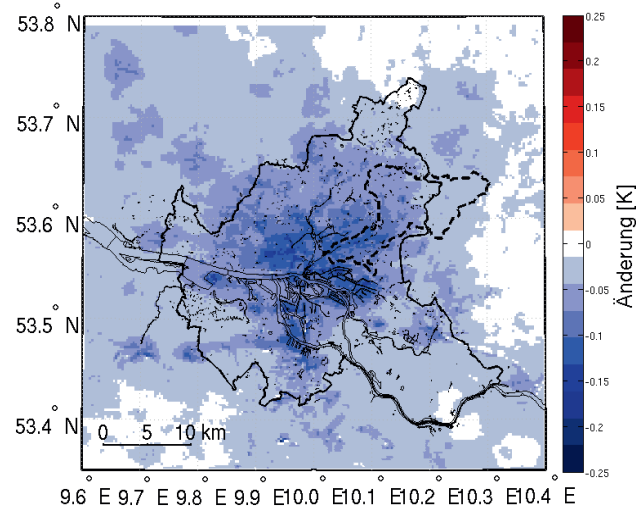 53.8° N
53.7° N
53.6° N
53.5° N
53.4° N
0 5 10 km
9.6° E
9.7° E
9.8° E
9.9° E
10.0° E
10.1° E
10.2° E
10.3° E
10.4° E
0.25
0.2
0.15
0.1
0.05
0
-0.05
-0.1
-0.15
-0.2
-0.25
Änderung [K]